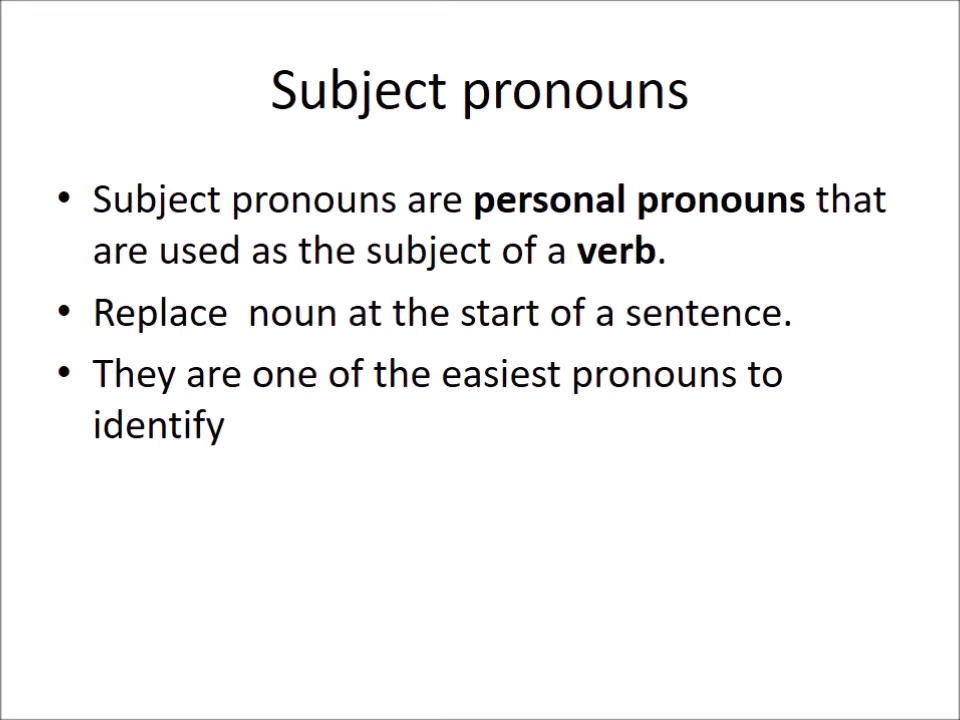 Subject pronouns
• Subject pronouns are personal pronouns that
are used as the subject of a verb.
• Replace  noun at the start of a sentence.
• They are one of the easiest pronouns to
identify